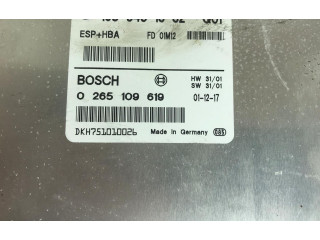 ESP+HBA FD 01M12
BOSCH HW 31/01
SW 31/01
0 265 109 619 01-12-17
DKH751010026 Made in Germany